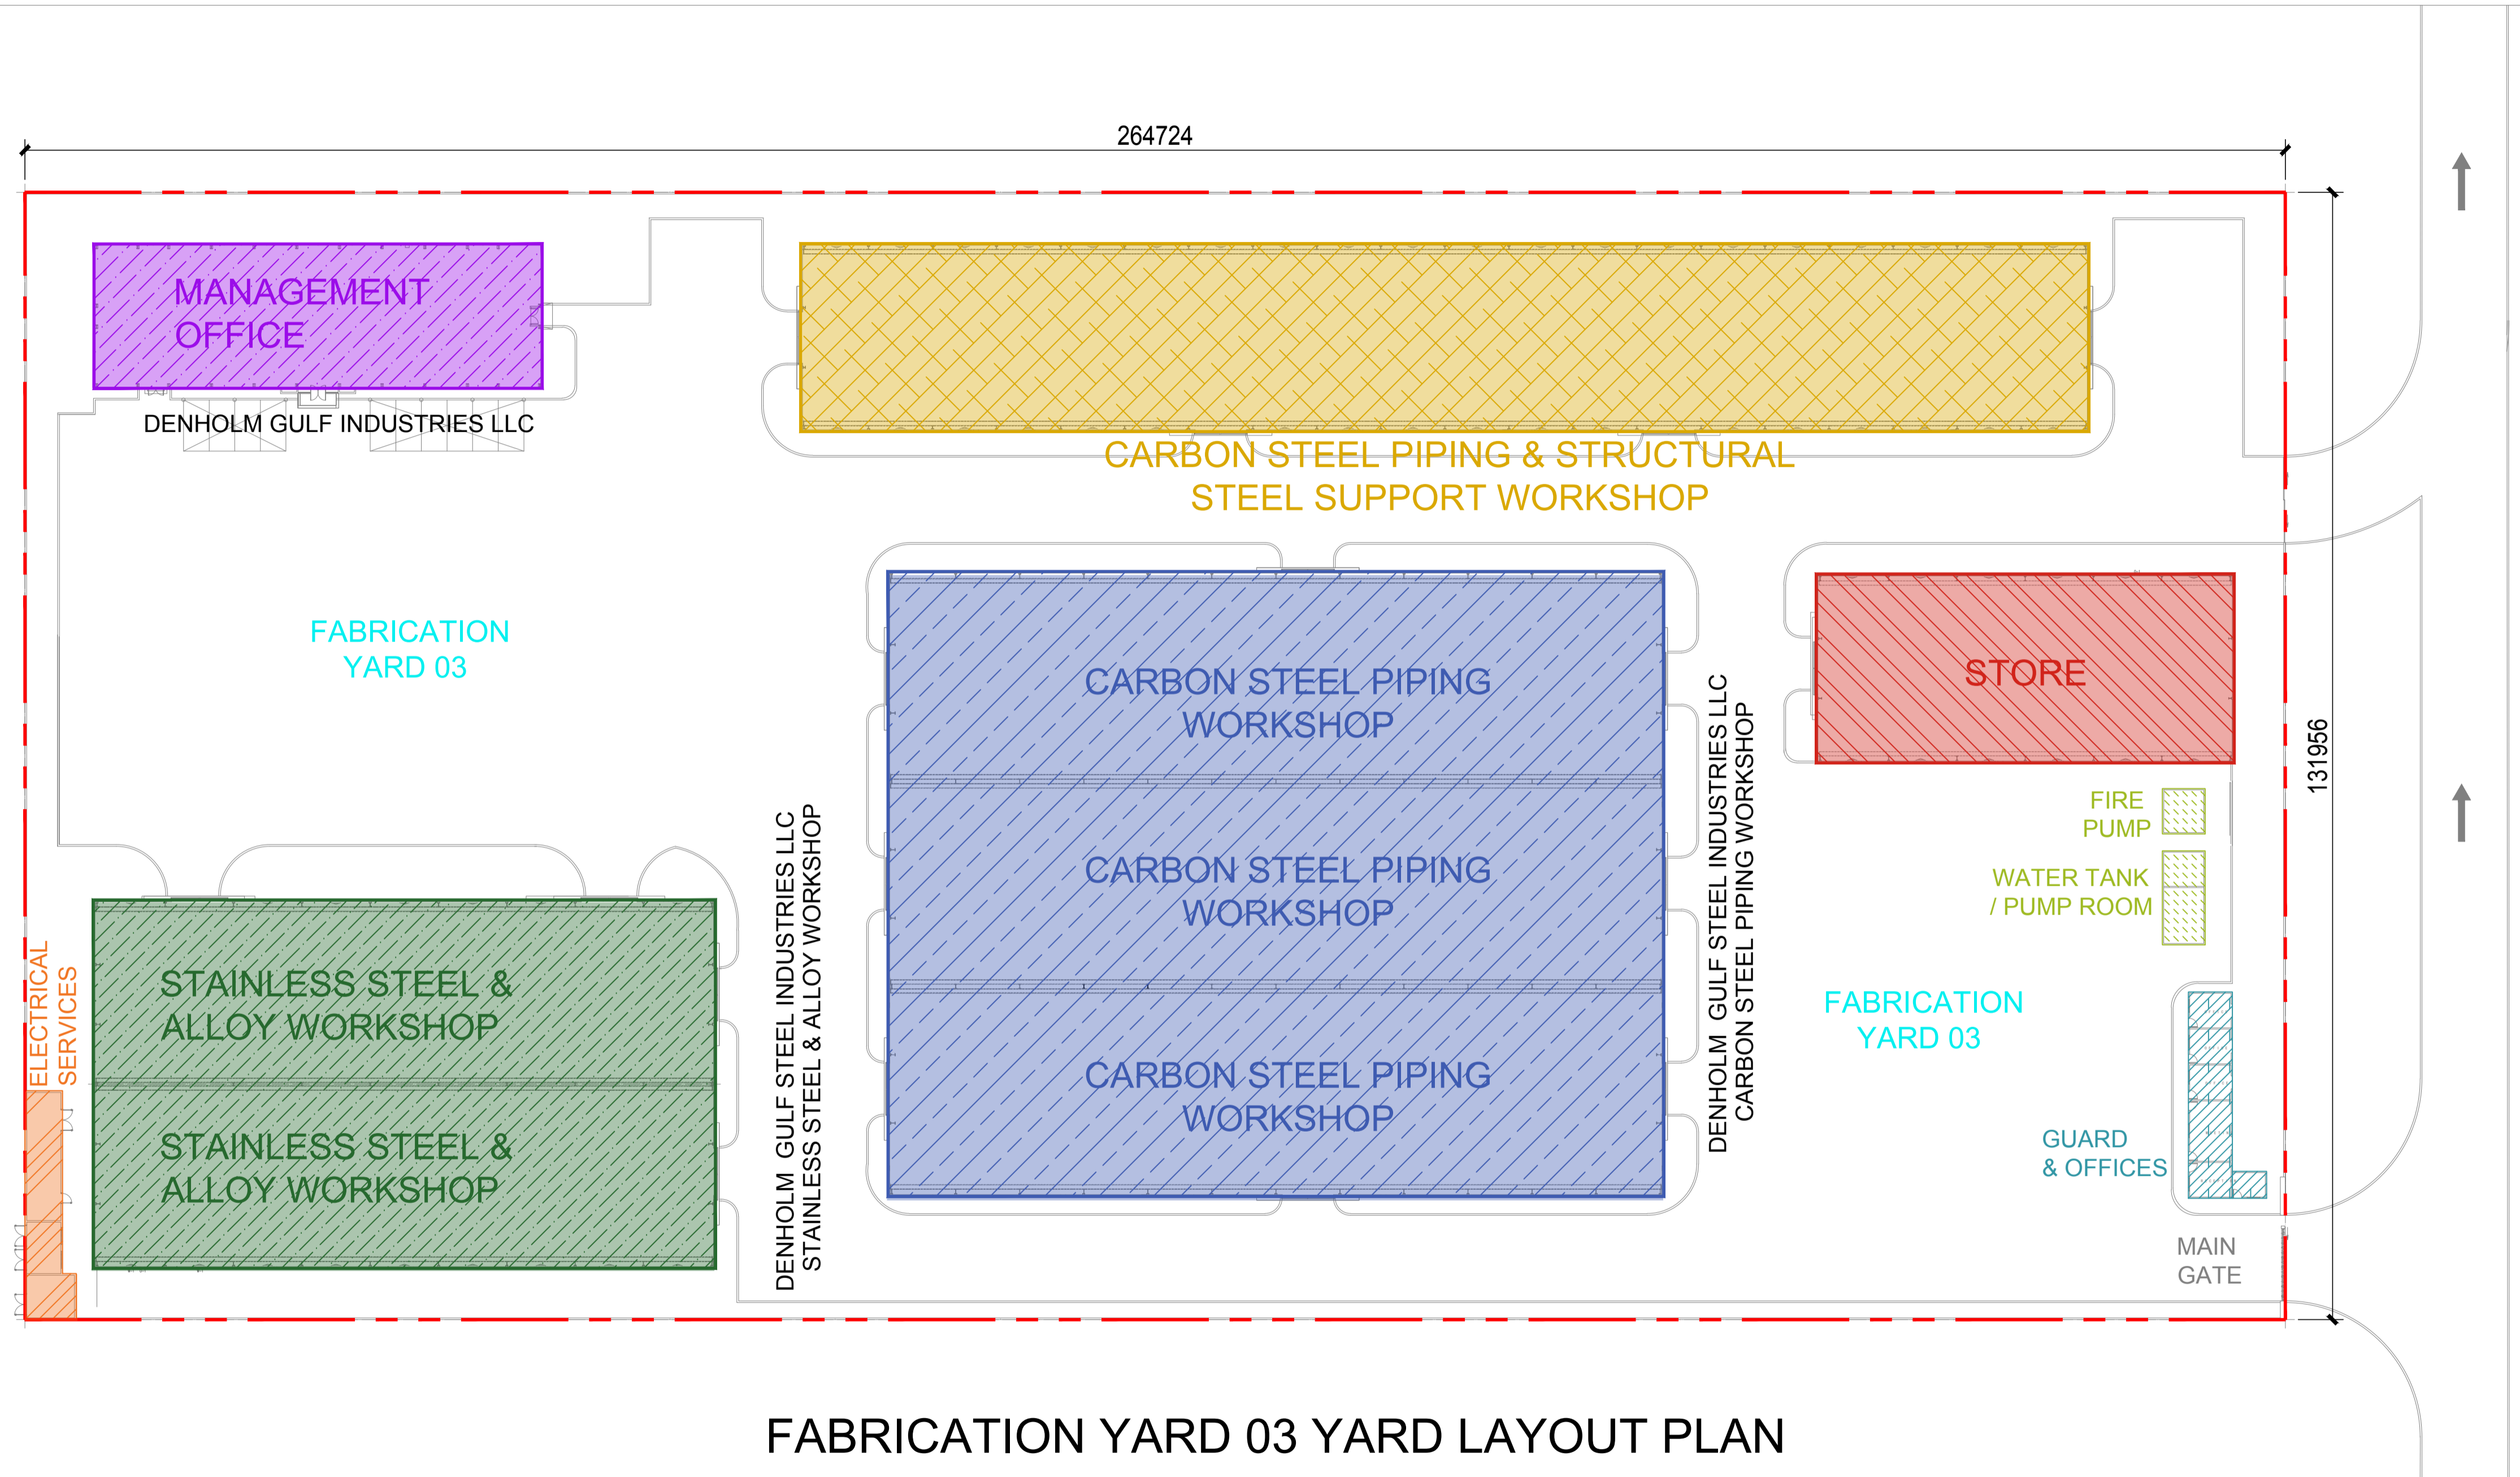 264724
MANAGEMENT
OFFICE
DENHOLM GULF INDUSTRIES LLC
CARBON STEEL PIPING & STRUCTURAL
STEEL SUPPORT WORKSHOP
FABRICATION
YARD 03
CARBON STEEL PIPING
WORKSHOP
CARBON STEEL PIPING
WORKSHOP
CARBON STEEL PIPING
WORKSHOP
STORE
131956
FIRE
PUMP
WATER TANK
/ PUMP ROOM
DENHOLM GULF STEEL INDUSTRIES LLC
STAINLESS STEEL & ALLOY WORKSHOP
DENHOLM GULF STEEL INDUSTRIES LLC
CARBON STEEL PIPING WORKSHOP
ELECTRICAL
SERVICES
STAINLESS STEEL &
ALLOY WORKSHOP
STAINLESS STEEL &
ALLOY WORKSHOP
FABRICATION
YARD 03
GUARD
& OFFICES
MAIN
GATE
FABRICATION YARD 03 YARD LAYOUT PLAN